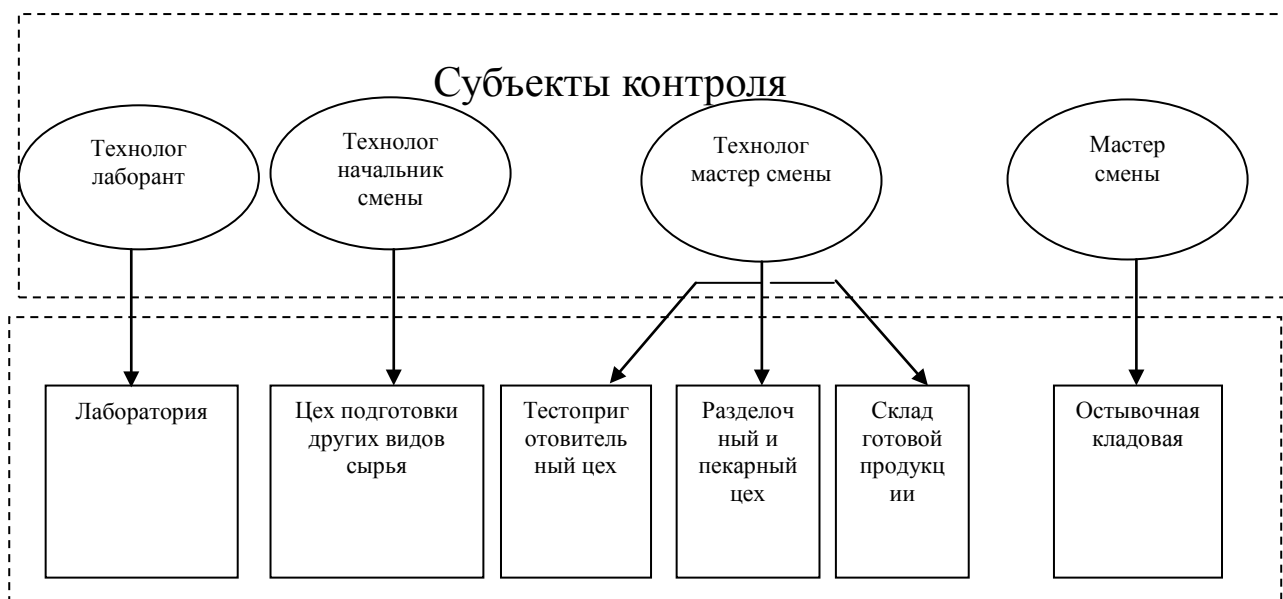 Субъекты контроля
Технолог
лаборант
Технолог
начальник
смены
Технолог
мастер смены
Мастер
смены
Лаборатория
Цех подготовки
других видов
сырья
Тестоприг
отовитель
ный цех
Разделоч
ный и
пекарный
цех
Склад
готовой
продукц
ии
Остывочная
кладовая